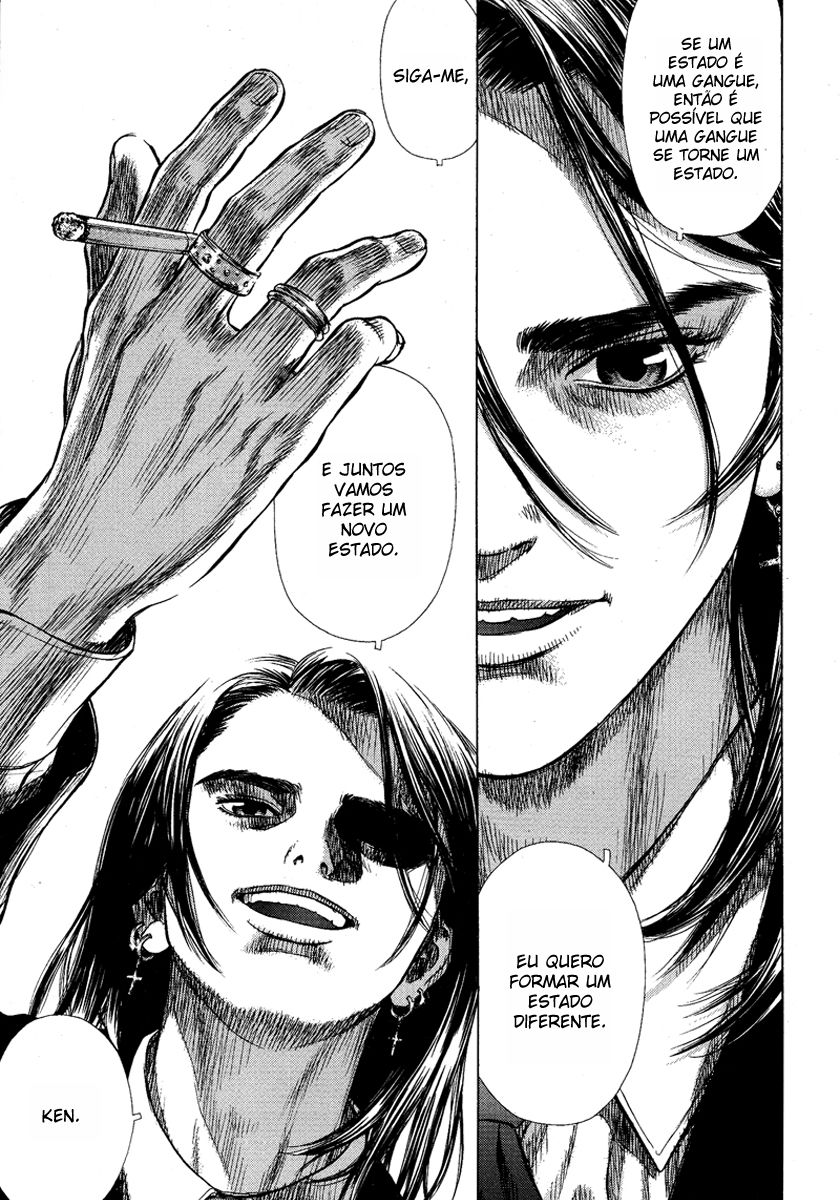 SE UM
ESTADO É
UMA GANGUE,
ENTÃO É
POSSÍVEL QUE
UMA GANGUE
SE TORNE UM
ESTADO.
EU QUERO
FORMAR UM
ESTADO
DIFERENTE.
SIGA-ME,
E JUNTOS
VAMOS
FAZER UM
NOVO
ESTADO.
KEN.